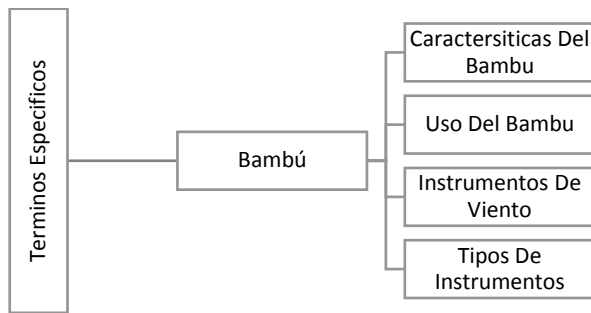 Terminos Especificos
Bambú
Caractersiticas Del
Bambu
Uso Del Bambu
Instrumentos De
Viento
Tipos De
Instrumentos